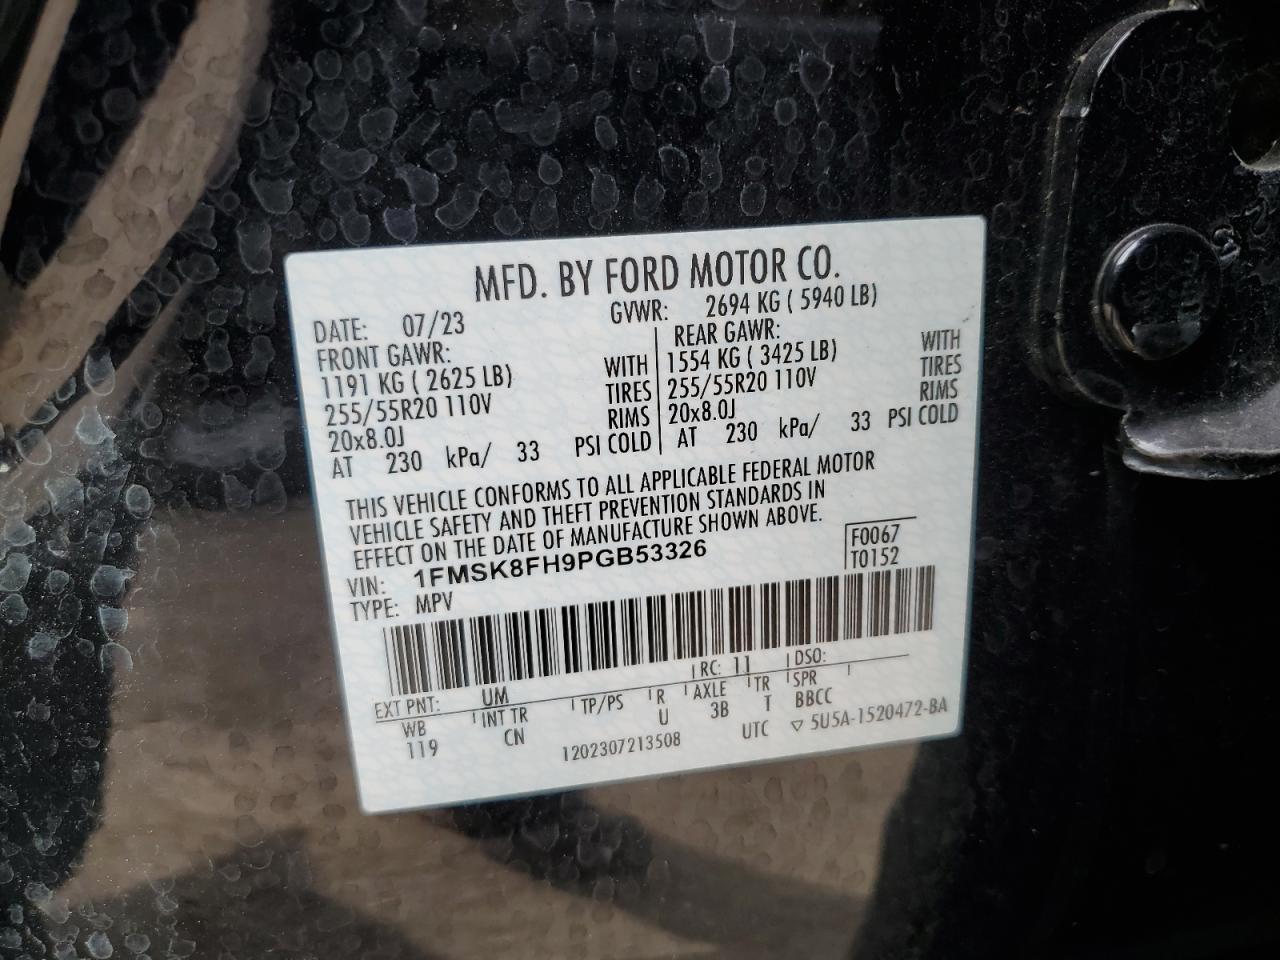 MFD. BY FORD MOTOR CO.
DATE: 07/23 GVWR: 2694 KG ( 5940 LB)
FRONT GAWR: REAR GAWR:
1191 KG ( 2625 LB) WITH 1554 KG ( 3425 LB) WITH
255/55R20 110V TIRES 255/55R20 110V TIRES
20x8.0J RIMS 20x8.0J RIMS
AT 230 kPa/ 33 PSI COLD AT 230 kPa/ 33 PSI COLD
THIS VEHICLE CONFORMS TO ALL APPLICABLE FEDERAL MOTOR
VEHICLE SAFETY AND THEFT PREVENTION STANDARDS IN
EFFECT ON THE DATE OF MANUFACTURE SHOWN ABOVE.
VIN: 1FMSK8FH9PGB53326 F0067
TYPE: MPV T0152
EXT PNT: UM RC: 11 DSO:
WB INT TR TP/PS R AXLE TR SPR
119 CN U 3B T BBCC
1202307213508 UTC ▽ 5U5A-1520472-BA